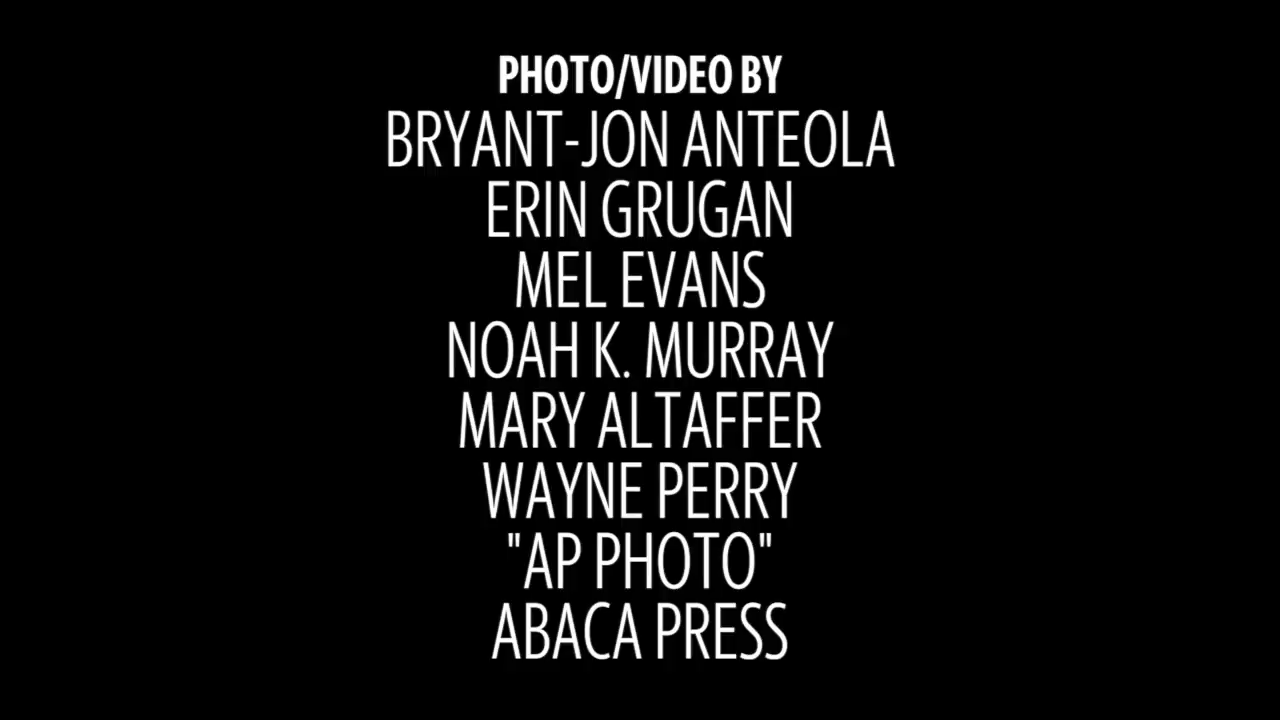 PHOTO/VIDEO BY
BRYANT-JON ANTEOLA
ERIN GRUGAN
MEL EVANS
NOAH K. MURRAY
MARY ALTAFFER
WAYNE PERRY
"AP PHOTO"
ABACA PRESS